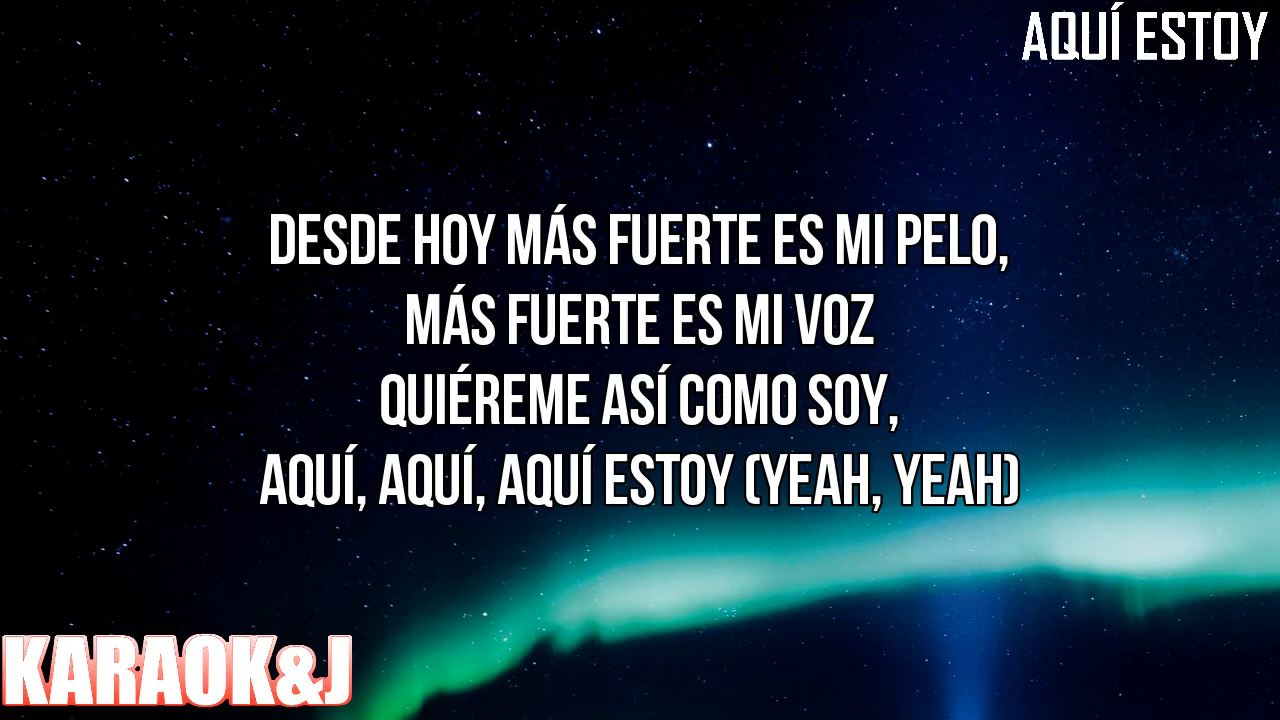 AQUÍ ESTOY
DESDE HOY MÁS FUERTE ES MI PELO,
MÁS FUERTE ES MI VOZ
QUIÉREME ASÍ COMO SOY,
AQUÍ, AQUÍ, AQUÍ ESTOY (YEAH, YEAH)
KARAOK&J